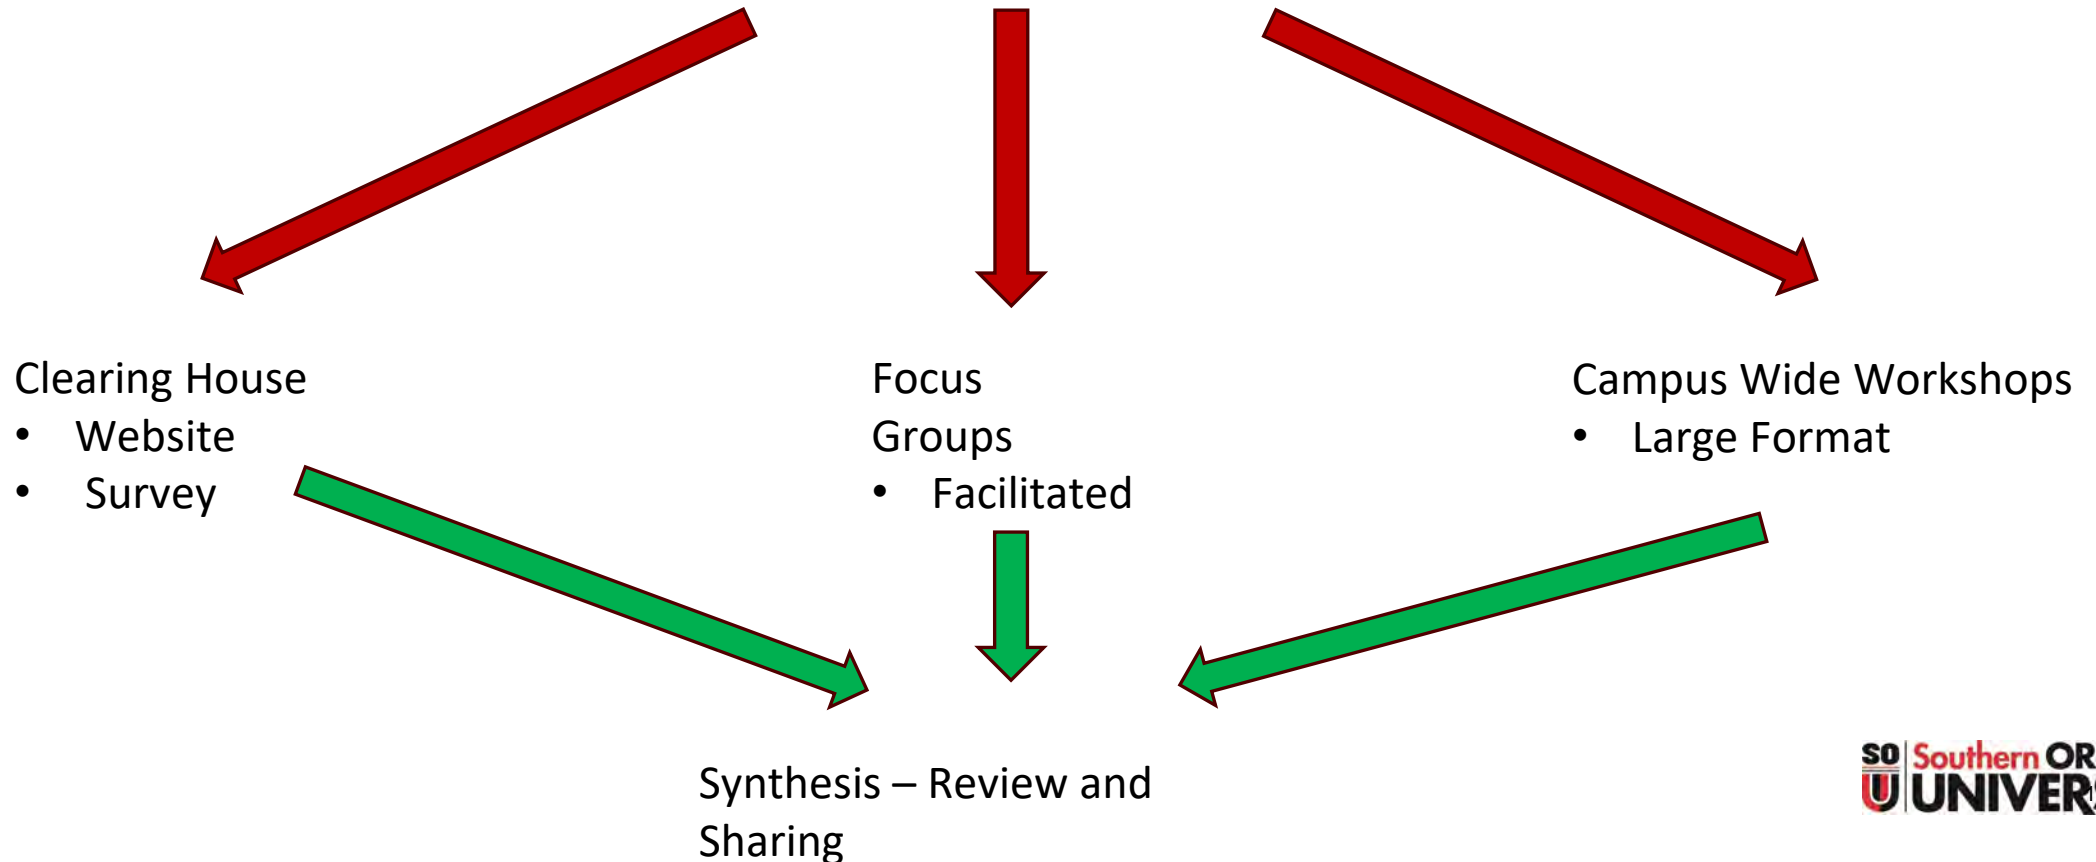 Clearing House
• Website
• Survey
Focus
Groups
• Facilitated
Campus Wide Workshops
• Large Format
Synthesis – Review and
Sharing
SO Southern OR
U UNIVER